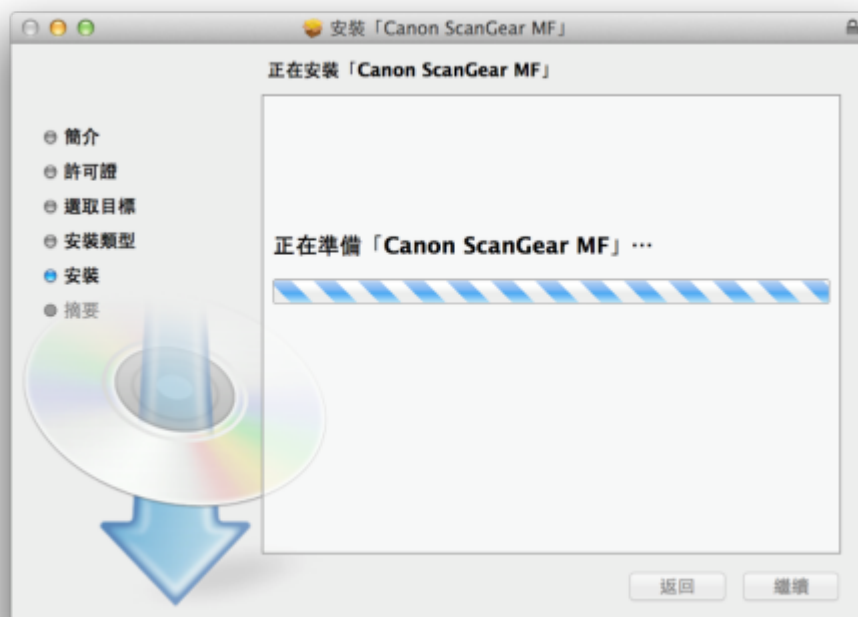 安裝「Canon ScanGear MF」
正在安裝「Canon ScanGear MF」
簡介
許可證
選取目標
安裝類型
安裝
摘要
正在準備「Canon ScanGear MF」⋯
返回
繼續